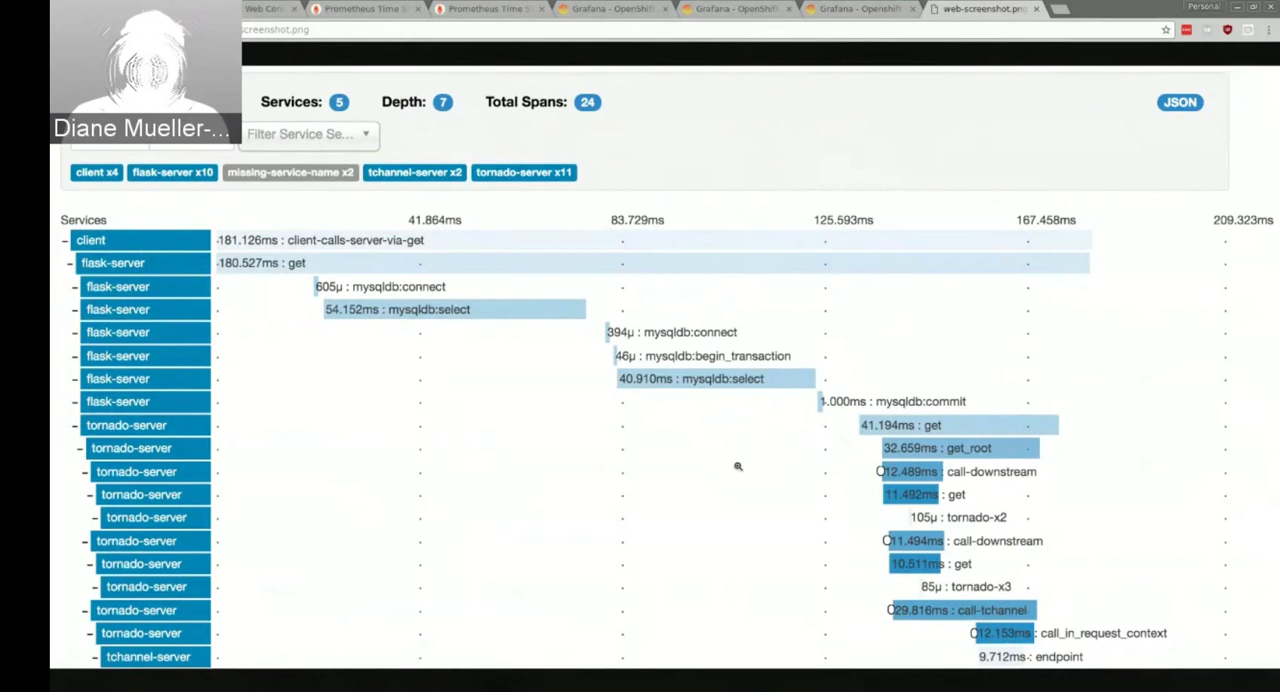 Web Con
Prometheus Time S
Prometheus Time S
Grafana - OpenShift
Grafana - OpenShift
Grafana - Openshift
web-screenshot.png
Personal
screenshot.png
Diane Mueller-...
Services: 5 Depth: 7 Total Spans: 24
JSON
Filter Service Se...
client x4 flask-server x10 missing-service-name x2 tchannel-server x2 tornado-server x11
Services 41.864ms 83.729ms 125.593ms 167.458ms 209.323ms
client 181.126ms : client-calls-server-via-get
flask-server 180.527ms : get
flask-server 605µ : mysqldb:connect
flask-server 54.152ms : mysqldb:select
flask-server 394µ : mysqldb:connect
flask-server 46µ : mysqldb:begin_transaction
flask-server 40.910ms : mysqldb:select
flask-server 1.000ms : mysqldb:commit
tornado-server 41.194ms : get
tornado-server 32.659ms : get_root
tornado-server 12.489ms : call-downstream
tornado-server 11.492ms : get
tornado-server 105µ : tornado-x2
tornado-server 11.494ms : call-downstream
tornado-server 10.511ms : get
tornado-server 85µ : tornado-x3
tornado-server 29.816ms : call-tchannel
tornado-server 12.153ms : call_in_request_context
tchannel-server 9.712ms : endpoint